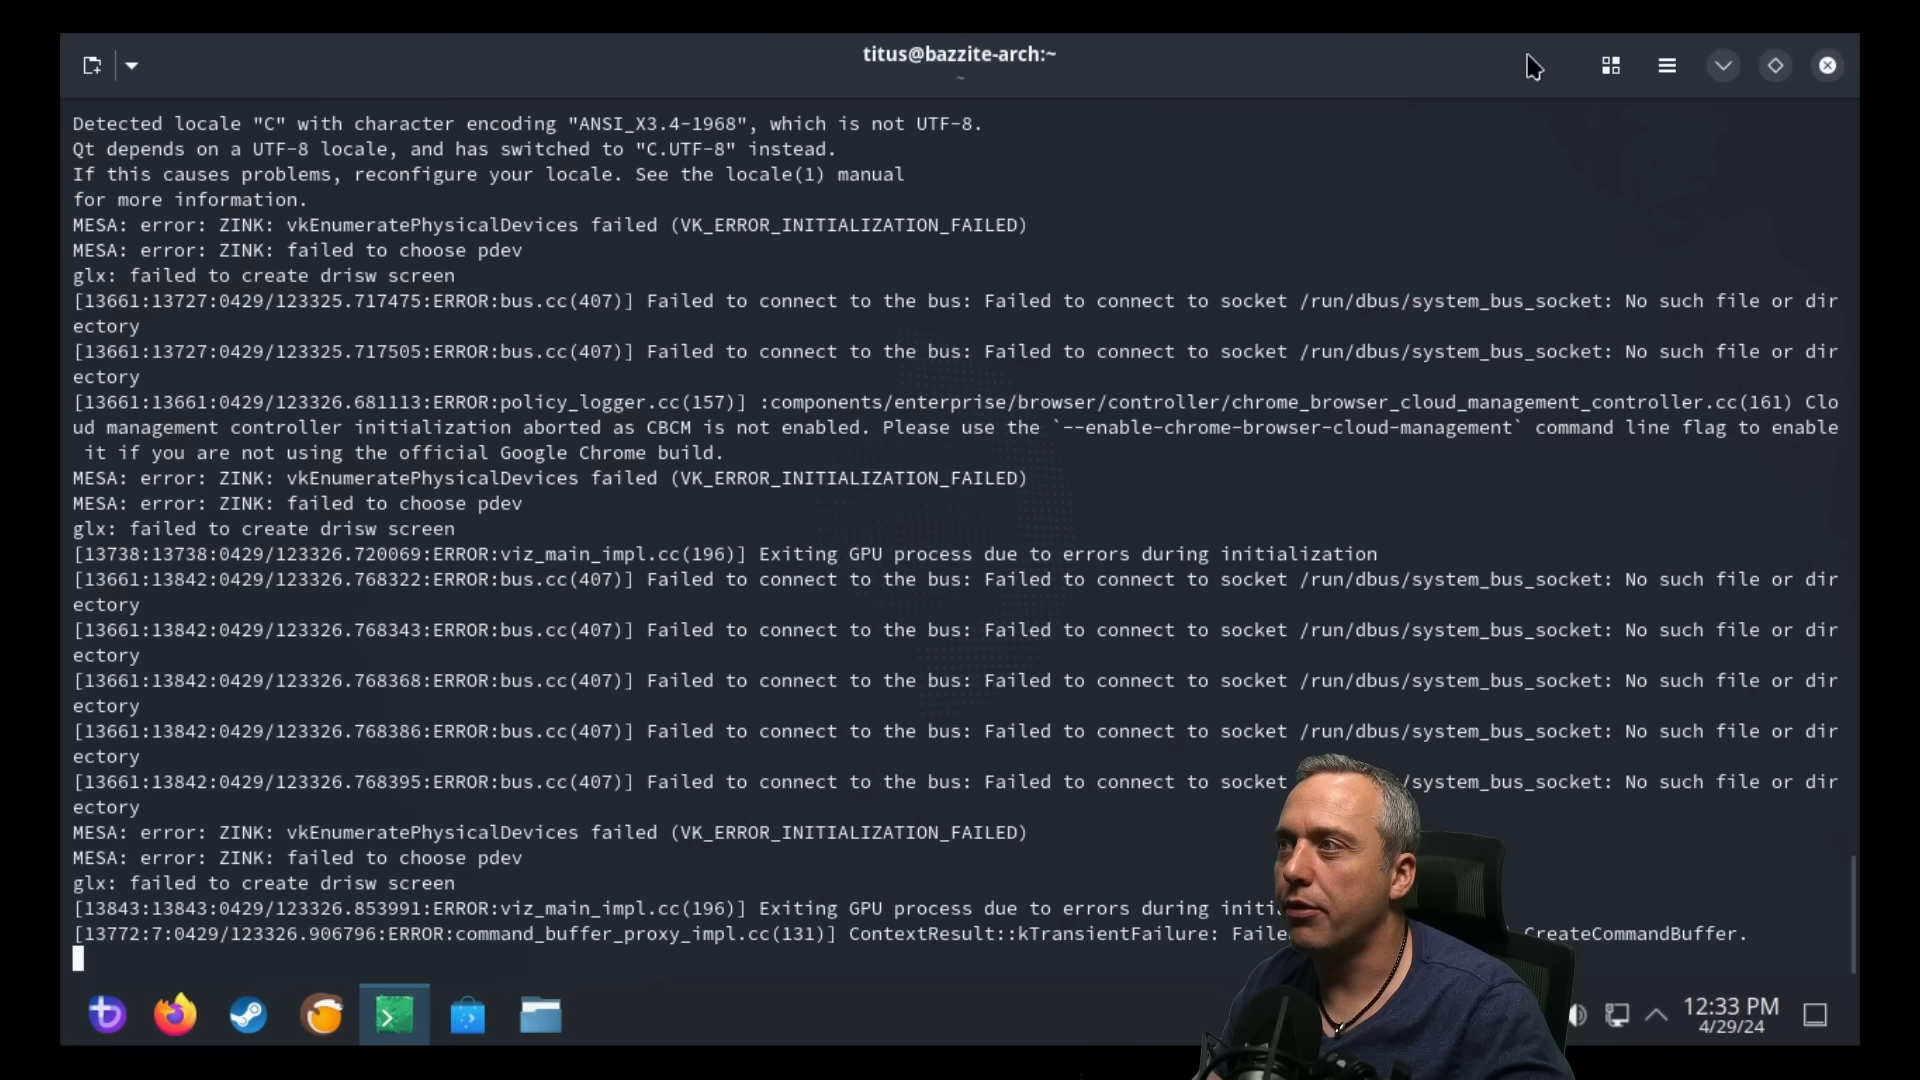 titus@bazzite-arch:~
~
Detected locale "C" with character encoding "ANSI_X3.4-1968", which is not UTF-8.
Qt depends on a UTF-8 locale, and has switched to "C.UTF-8" instead.
If this causes problems, reconfigure your locale. See the locale(1) manual
for more information.
MESA: error: ZINK: vkEnumeratePhysicalDevices failed (VK_ERROR_INITIALIZATION_FAILED)
MESA: error: ZINK: failed to choose pdev
glx: failed to create drisw screen
[13661:13727:0429/123325.717475:ERROR:bus.cc(407)] Failed to connect to the bus: Failed to connect to socket /run/dbus/system_bus_socket: No such file or dir
ectory
[13661:13727:0429/123325.717505:ERROR:bus.cc(407)] Failed to connect to the bus: Failed to connect to socket /run/dbus/system_bus_socket: No such file or dir
ectory
[13661:13661:0429/123326.681113:ERROR:policy_logger.cc(157)] :components/enterprise/browser/controller/chrome_browser_cloud_management_controller.cc(161) Clo
ud management controller initialization aborted as CBCM is not enabled. Please use the `--enable-chrome-browser-cloud-management` command line flag to enable
 it if you are not using the official Google Chrome build.
MESA: error: ZINK: vkEnumeratePhysicalDevices failed (VK_ERROR_INITIALIZATION_FAILED)
MESA: error: ZINK: failed to choose pdev
glx: failed to create drisw screen
[13738:13738:0429/123326.720069:ERROR:viz_main_impl.cc(196)] Exiting GPU process due to errors during initialization
[13661:13842:0429/123326.768322:ERROR:bus.cc(407)] Failed to connect to the bus: Failed to connect to socket /run/dbus/system_bus_socket: No such file or dir
ectory
[13661:13842:0429/123326.768343:ERROR:bus.cc(407)] Failed to connect to the bus: Failed to connect to socket /run/dbus/system_bus_socket: No such file or dir
ectory
[13661:13842:0429/123326.768368:ERROR:bus.cc(407)] Failed to connect to the bus: Failed to connect to socket /run/dbus/system_bus_socket: No such file or dir
ectory
[13661:13842:0429/123326.768386:ERROR:bus.cc(407)] Failed to connect to the bus: Failed to connect to socket /run/dbus/system_bus_socket: No such file or dir
ectory
[13661:13842:0429/123326.768395:ERROR:bus.cc(407)] Failed to connect to the bus: Failed to connect to socket /system_bus_socket: No such file or dir
ectory
MESA: error: ZINK: vkEnumeratePhysicalDevices failed (VK_ERROR_INITIALIZATION_FAILED)
MESA: error: ZINK: failed to choose pdev
glx: failed to create drisw screen
[13843:13843:0429/123326.853991:ERROR:viz_main_impl.cc(196)] Exiting GPU process due to errors during initi
[13772:7:0429/123326.906796:ERROR:command_buffer_proxy_impl.cc(131)] ContextResult::kTransientFailure: Faile CreateCommandBuffer.
12:33 PM
4/29/24